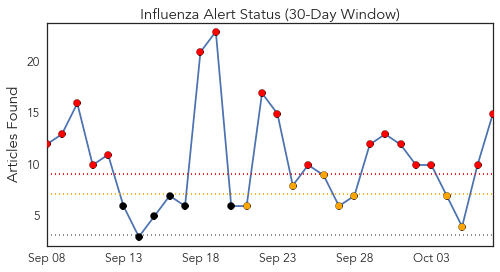 Influenza Alert Status (30-Day Window)
Articles Found
20
15
10
5
Sep 08
Sep 13
Sep 18
Sep 23
Sep 28
Oct 03